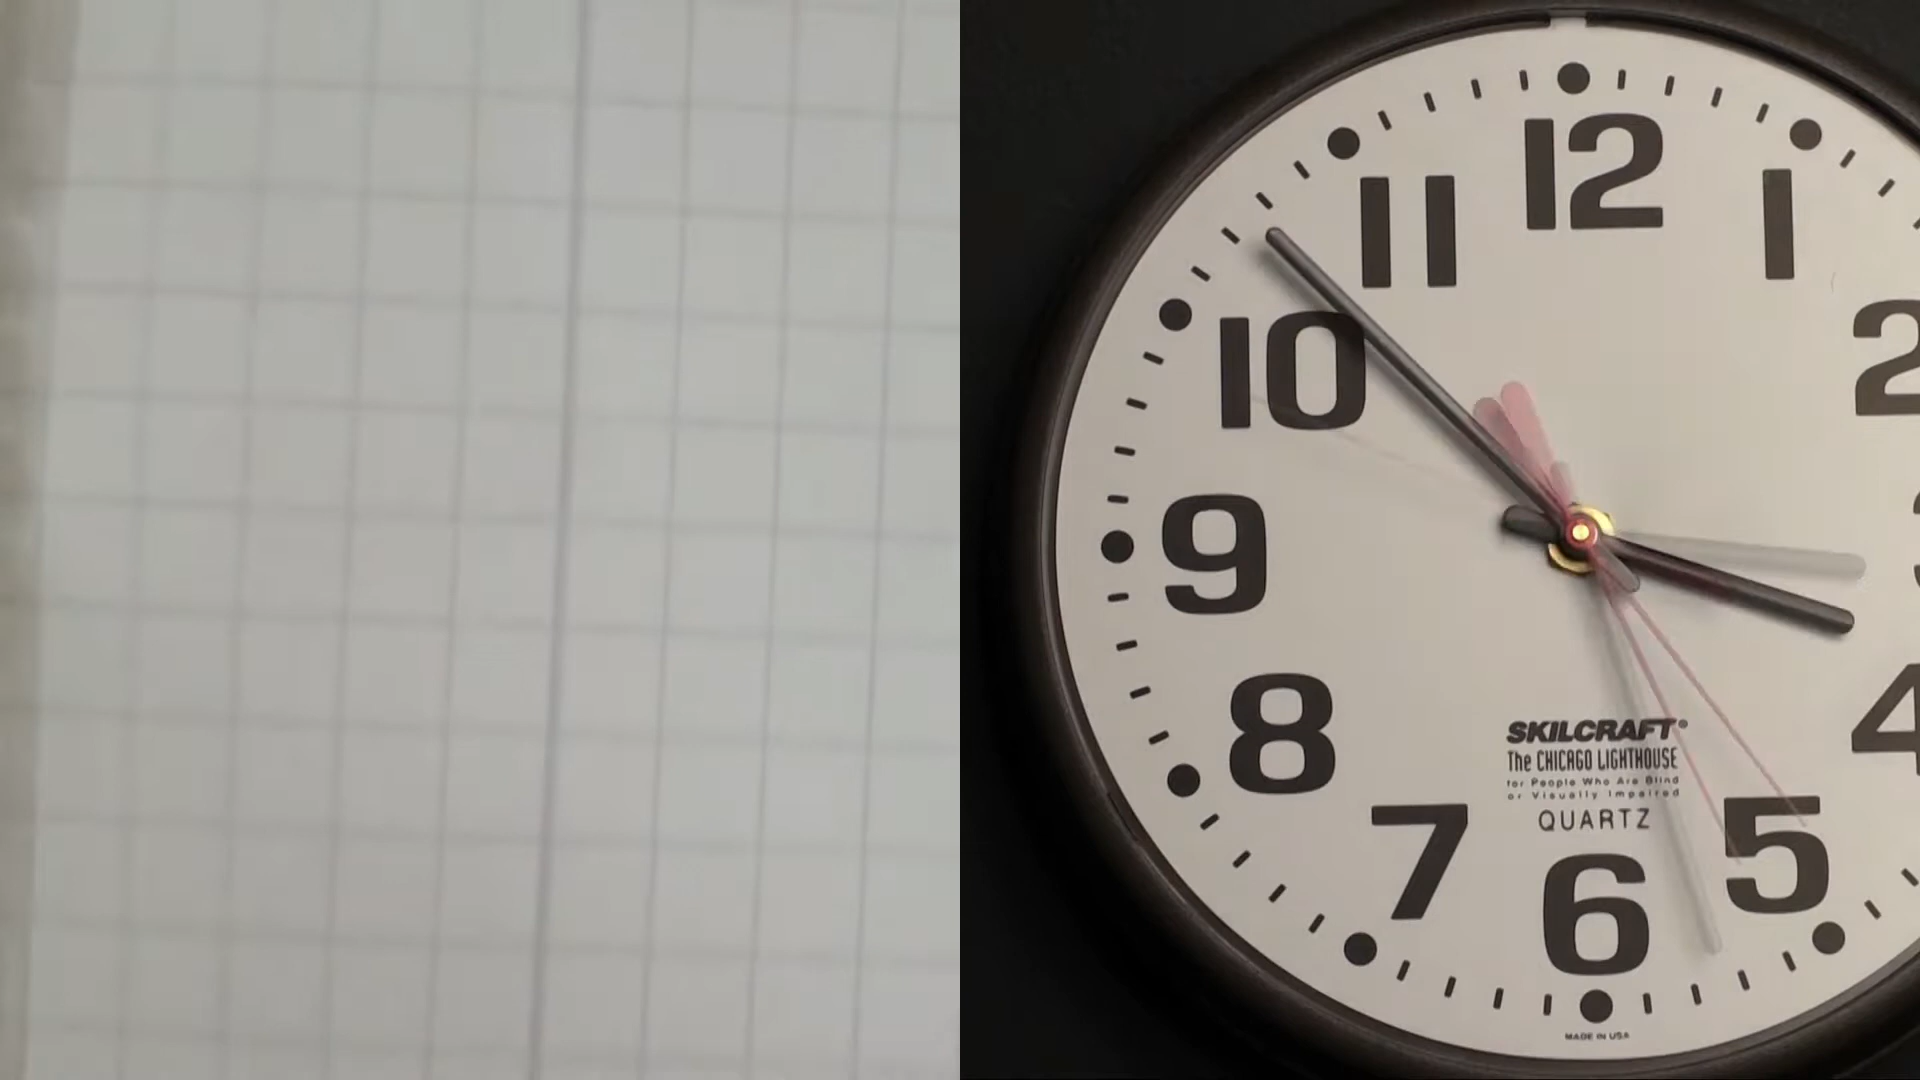 12
11
1
10
2
9
8
4
SKILCRAFT®
The CHICAGO LIGHTHOUSE
for People Who Are Blind
or Visually Impaired
QUARTZ
7
5
6
MADE IN USA